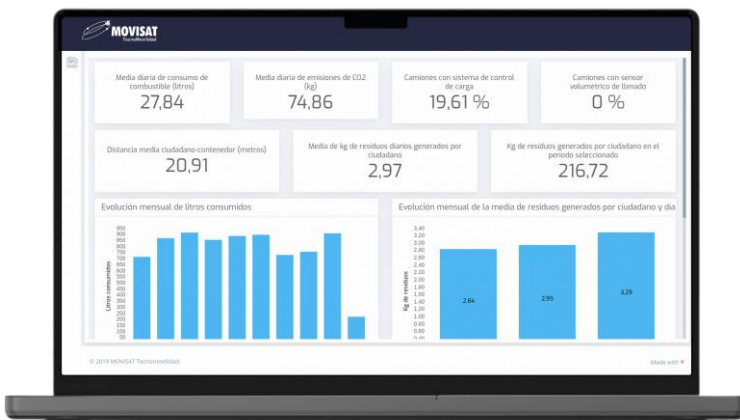 MOVISAT
Tecnomovilidad
Media diaria de consumo de
combustible (litros)
27,84
Media diaria de emisiones de CO2
(kg)
74,86
Camiones con sistema de control
de carga
19,61 %
Camiones con sensor
volumétrico de llenado
0 %
Distancia media ciudadano-contenedor (metros)
20,91
Media de kg de residuos diarios generados por
ciudadano
2,97
Kg de residuos generados por ciudadano en el
periodo seleccionado
216,72
Evolución mensual de litros consumidos
Litros consumidos
950
900
850
800
750
700
650
600
550
500
450
400
350
300
250
200
150
100
50
Evolución mensual de la media de residuos generados por ciudadano y día
Kg de residuos
3.40
3.20
3.00
2.80
2.60
2.40
2.20
2.00
1.80
1.60
1.40
1.20
1.00
0.80
0.60
0.40
2.84
2.95
© 2019 MOVISAT Tecnomovilidad.
Made with